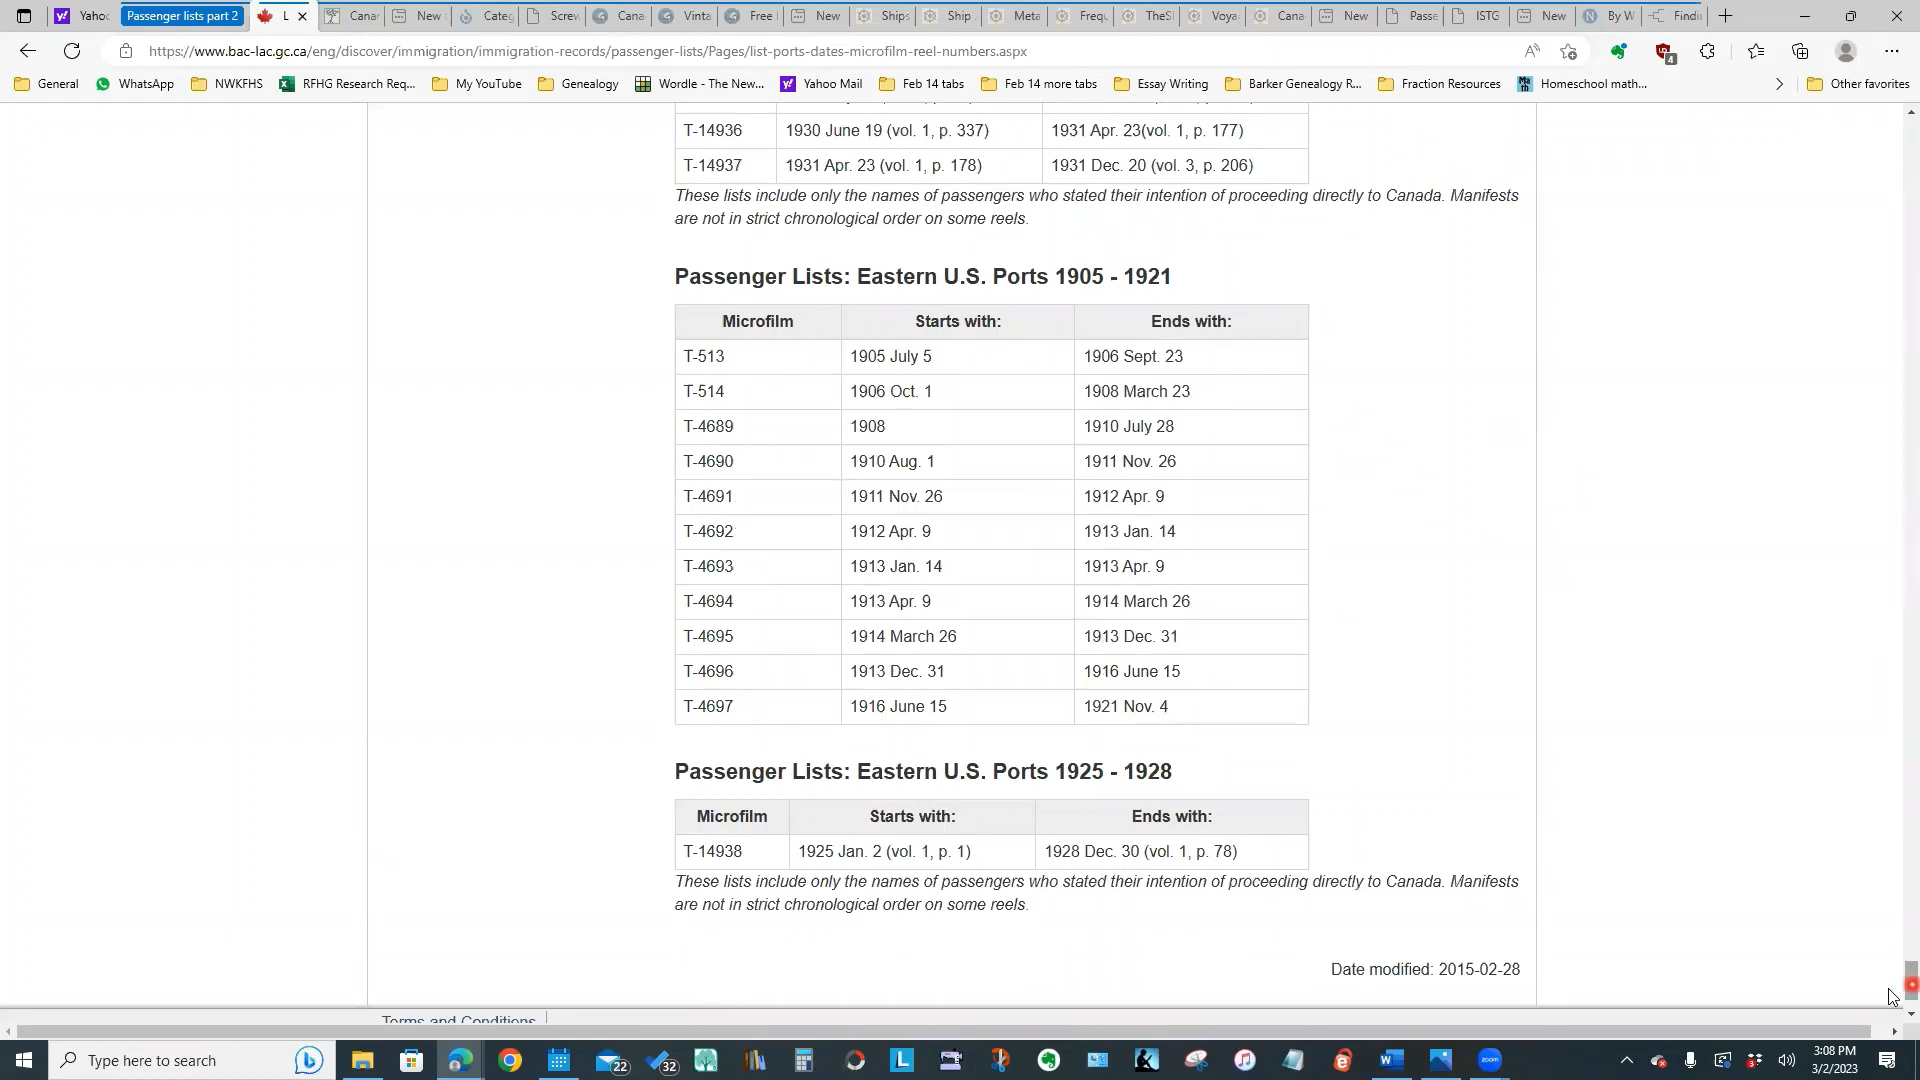 Yahoo
Passenger lists part 2
L
Canar
New
Categ
Screw
Cana
Vinta
Free I
New
Ships
Ship
Meta
Frequ
TheSI
Voya
Cana
New
Passe
ISTG
New
By W
Findi
https://www.bac-lac.gc.ca/eng/discover/immigration/immigration-records/passenger-lists/Pages/list-ports-dates-microfilm-reel-numbers.aspx
4
General WhatsApp NWKFHS RFHG Research Req... My YouTube Genealogy Wordle - The New... Yahoo Mail Feb 14 tabs Feb 14 more tabs Essay Writing Barker Genealogy R... Fraction Resources Homeschool math... Other favorites
T-14936 1930 June 19 (vol. 1, p. 337) 1931 Apr. 23(vol. 1, p. 177)
T-14937 1931 Apr. 23 (vol. 1, p. 178) 1931 Dec. 20 (vol. 3, p. 206)
These lists include only the names of passengers who stated their intention of proceeding directly to Canada. Manifests
are not in strict chronological order on some reels.
Passenger Lists: Eastern U.S. Ports 1905 - 1921
Microfilm Starts with: Ends with:
T-513 1905 July 5 1906 Sept. 23
T-514 1906 Oct. 1 1908 March 23
T-4689 1908 1910 July 28
T-4690 1910 Aug. 1 1911 Nov. 26
T-4691 1911 Nov. 26 1912 Apr. 9
T-4692 1912 Apr. 9 1913 Jan. 14
T-4693 1913 Jan. 14 1913 Apr. 9
T-4694 1913 Apr. 9 1914 March 26
T-4695 1914 March 26 1913 Dec. 31
T-4696 1913 Dec. 31 1916 June 15
T-4697 1916 June 15 1921 Nov. 4
Passenger Lists: Eastern U.S. Ports 1925 - 1928
Microfilm Starts with: Ends with:
T-14938 1925 Jan. 2 (vol. 1, p. 1) 1928 Dec. 30 (vol. 1, p. 78)
These lists include only the names of passengers who stated their intention of proceeding directly to Canada. Manifests
are not in strict chronological order on some reels.
Date modified: 2015-02-28
Terms and Conditions
Type here to search
22
32
3:08 PM
3/2/2023